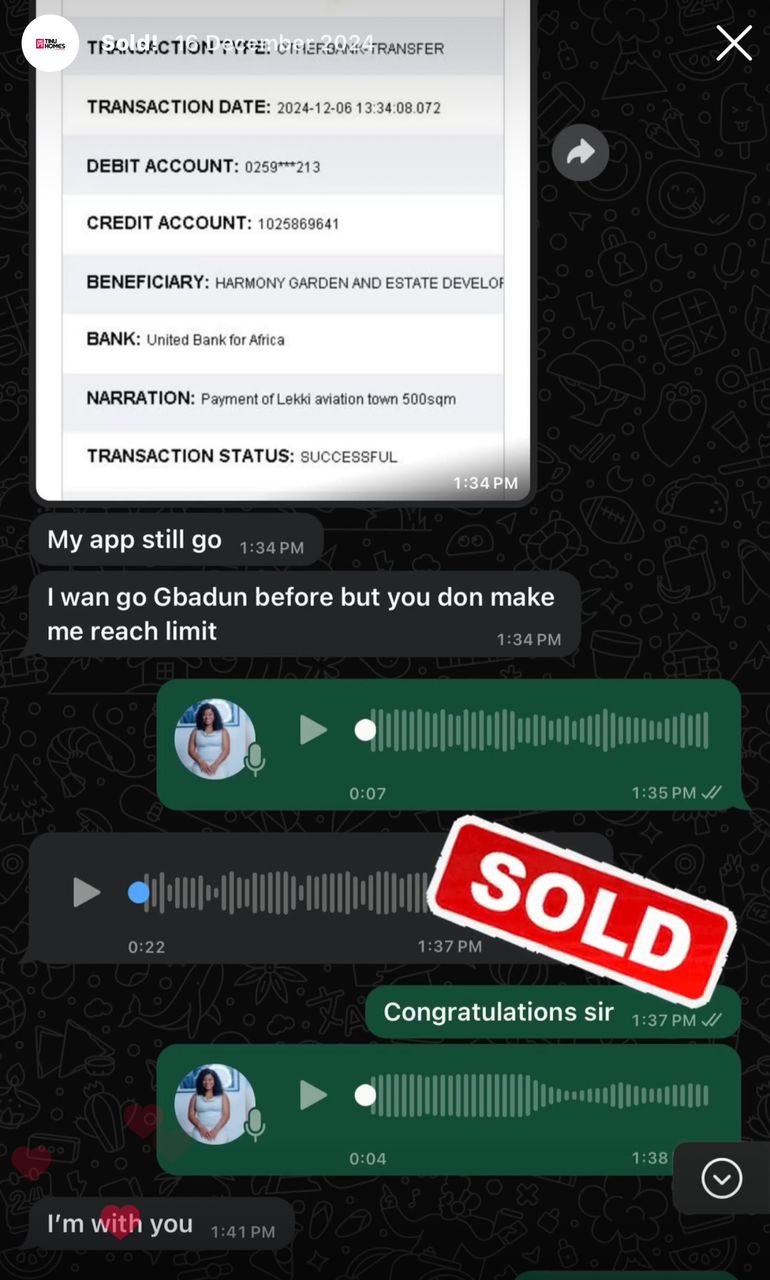 TINU HOMES
Sold! 16 December 2024
TRANSACTION TYPE: OTHERBANK-TRANSFER
TRANSACTION DATE: 2024-12-06 13:34:08.072
DEBIT ACCOUNT: 0259***213
CREDIT ACCOUNT: 1025869641
BENEFICIARY: HARMONY GARDEN AND ESTATE DEVELOP
BANK: United Bank for Africa
NARRATION: Payment of Lekki aviation town 500sqm
TRANSACTION STATUS: SUCCESSFUL
1:34 PM
My app still go 1:34 PM
I wan go Gbadun before but you don make
me reach limit 1:34 PM
0:07 1:35 PM
SOLD
0:22 1:37 PM
Congratulations sir 1:37 PM
0:04 1:38
I'm with you 1:41 PM